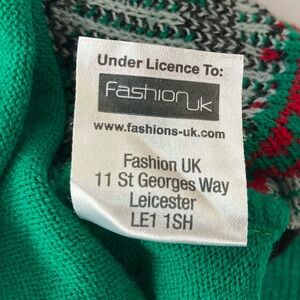 Under Licence To:
fashion uk
www.fashions-uk.com
Fashion UK
11 St Georges Way
Leicester
LE1 1SH